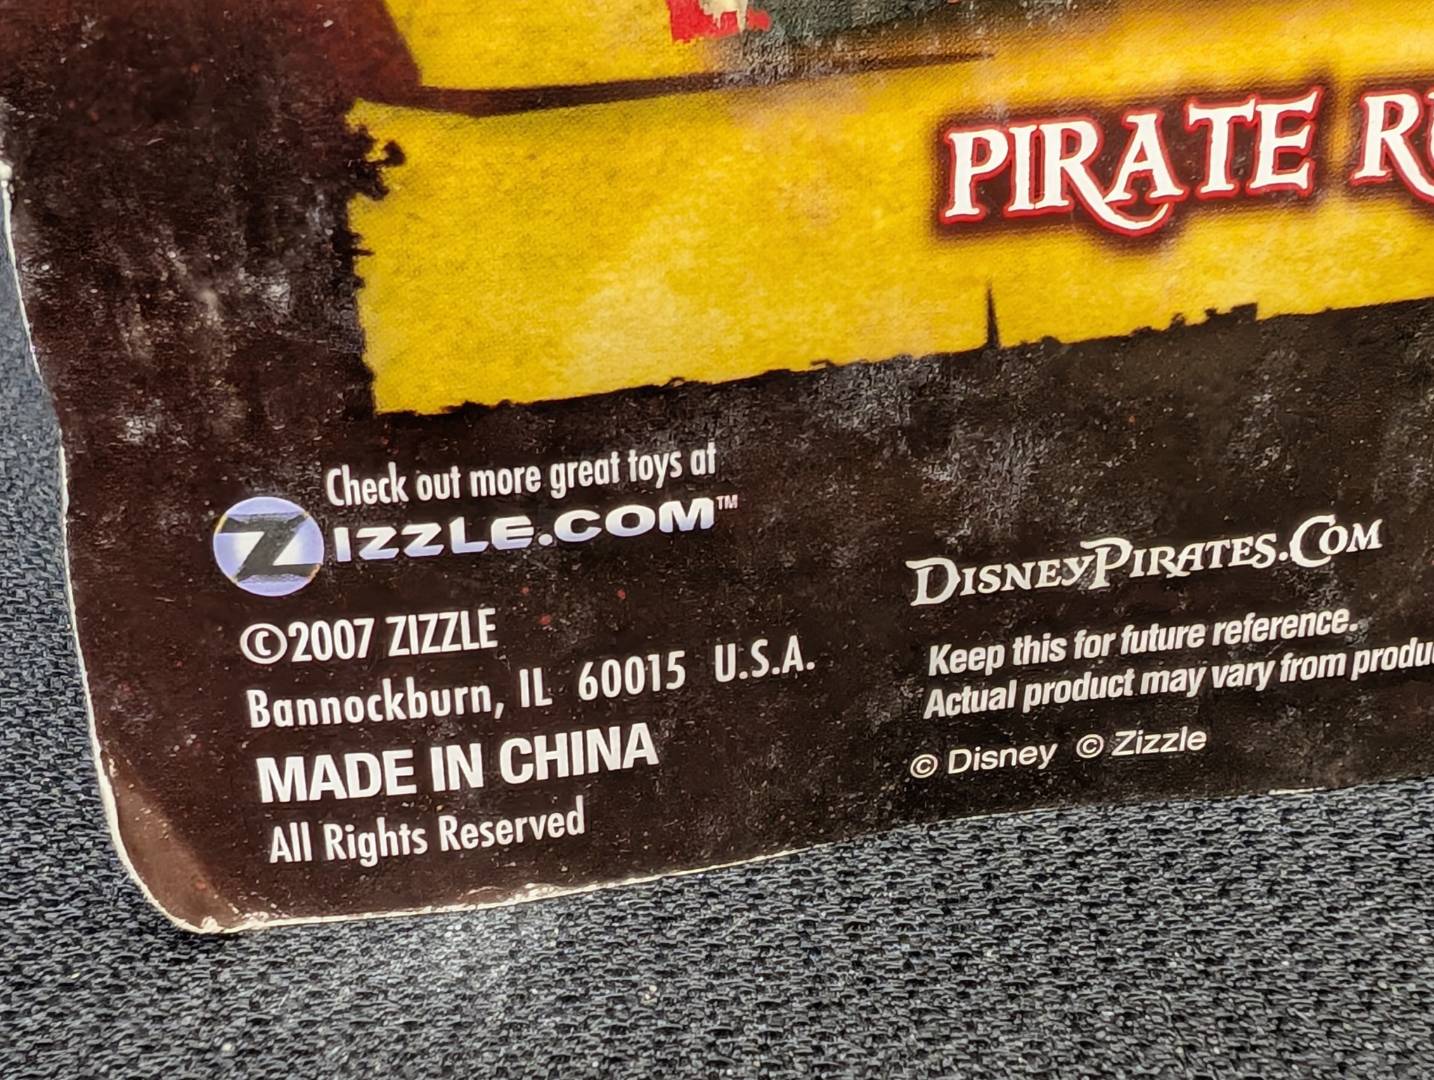 PIRATE
Check out more great toys at
ZIZZLE.COM™
©2007 ZIZZLE
Bannockburn, IL 60015 U.S.A.
MADE IN CHINA
All Rights Reserved
DISNEYPIRATES.COM
Keep this for future reference.
Actual product may vary from
© Disney © Zizzle